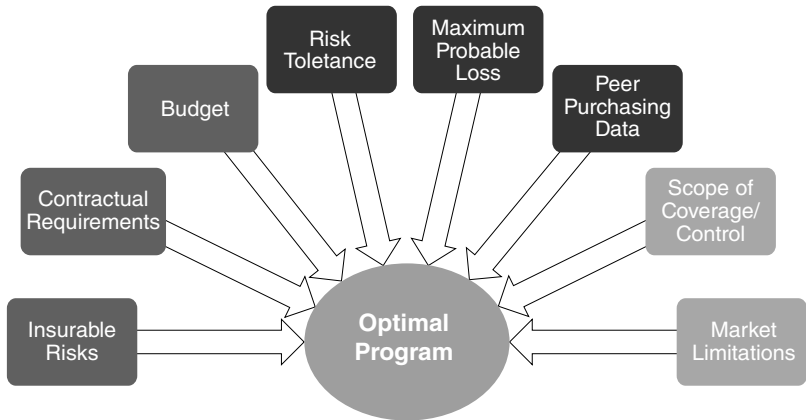 Risk
Toletance
Maximum
Probable
Loss
Budget
Peer
Purchasing
Data
Contractual
Requirements
Scope of
Coverage/
Control
Insurable
Risks
Optimal
Program
Market
Limitations